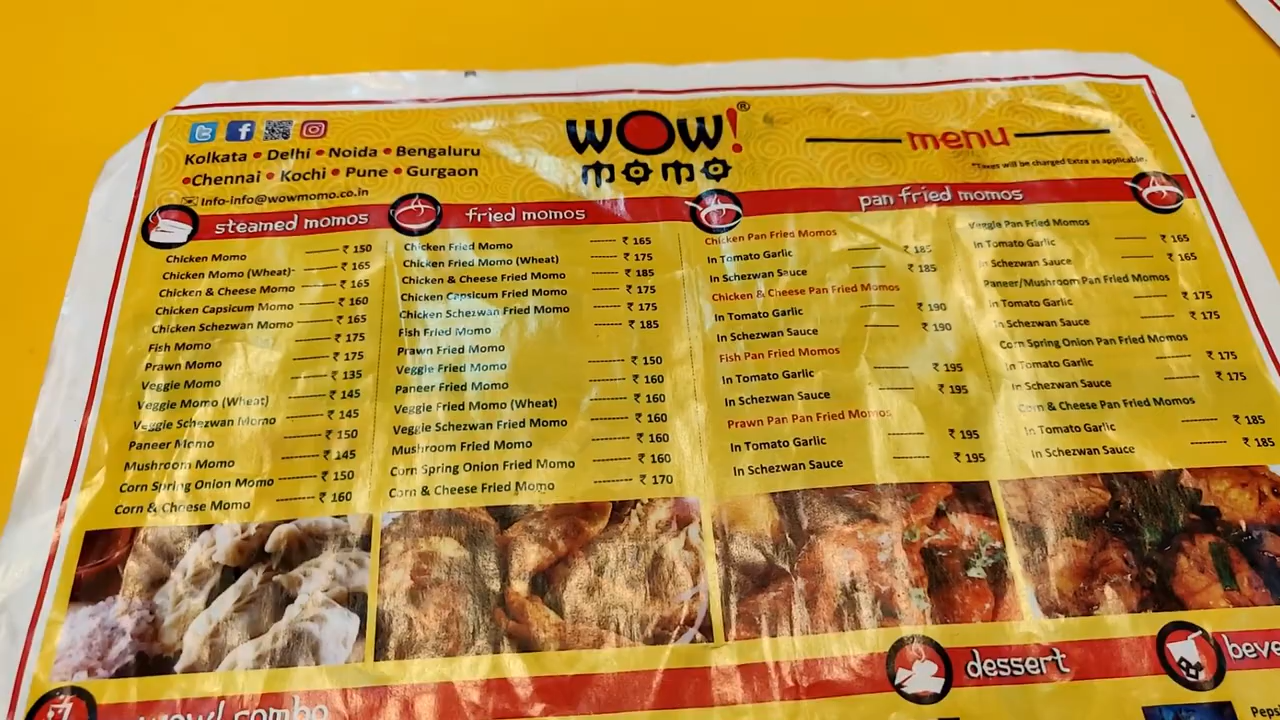 Kolkata • Delhi • Noida • Bengaluru
•Chennai • Kochi • Pune • Gurgaon
Info-info@wowmomo.co.in
WOW! ®
momo
menu
*Taxes will be charged Extra as applicable.
steamed momos
Chicken Momo ₹ 150
Chicken Momo (Wheat) ₹ 165
Chicken & Cheese Momo ₹ 165
Chicken Capsicum Momo ₹ 160
Chicken Schezwan Momo ₹ 165
Fish Momo ₹ 175
Prawn Momo ₹ 175
Veggie Momo ₹ 135
Veggie Momo (Wheat) ₹ 145
Veggie Schezwan Momo ₹ 145
Paneer Momo ₹ 150
Mushroom Momo ₹ 145
Corn Spring Onion Momo ₹ 150
Corn & Cheese Momo ₹ 160
fried momos
Chicken Fried Momo ₹ 165
Chicken Fried Momo (Wheat) ₹ 175
Chicken & Cheese Fried Momo ₹ 185
Chicken Capsicum Fried Momo ₹ 175
Chicken Schezwan Fried Momo ₹ 175
Fish Fried Momo ₹ 185
Prawn Fried Momo
Veggie Fried Momo ₹ 150
Paneer Fried Momo ₹ 160
Veggie Fried Momo (Wheat) ₹ 160
Veggie Schezwan Fried Momo ₹ 160
Mushroom Fried Momo ₹ 160
Corn Spring Onion Fried Momo ₹ 160
Corn & Cheese Fried Momo ₹ 170
pan fried momos
Chicken Pan Fried Momos
In Tomato Garlic ₹ 185
In Schezwan Sauce ₹ 185
Chicken & Cheese Pan Fried Momos
In Tomato Garlic ₹ 190
In Schezwan Sauce ₹ 190
Fish Pan Fried Momos
In Tomato Garlic ₹ 195
In Schezwan Sauce ₹ 195
Prawn Pan Pan Fried Momos
In Tomato Garlic ₹ 195
In Schezwan Sauce ₹ 195
Veggie Pan Fried Momos
In Tomato Garlic ₹ 165
In Schezwan Sauce ₹ 165
Paneer/Mushroom Pan Fried Momos
In Tomato Garlic ₹ 175
In Schezwan Sauce ₹ 175
Corn Spring Onion Pan Fried Momos
In Tomato Garlic ₹ 175
In Schezwan Sauce ₹ 175
Corn & Cheese Pan Fried Momos
In Tomato Garlic ₹ 185
In Schezwan Sauce ₹ 185
wow! combo
dessert
beve
Peps